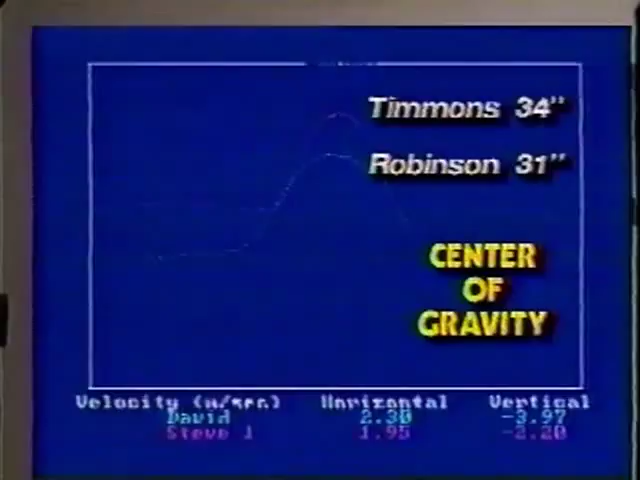 Timmons 34"
Robinson 31"
CENTER
OF
GRAVITY
Velocity (m/sec) Horizontal Vertical
David 2.30 -3.97
Steve 1.95 -2.20